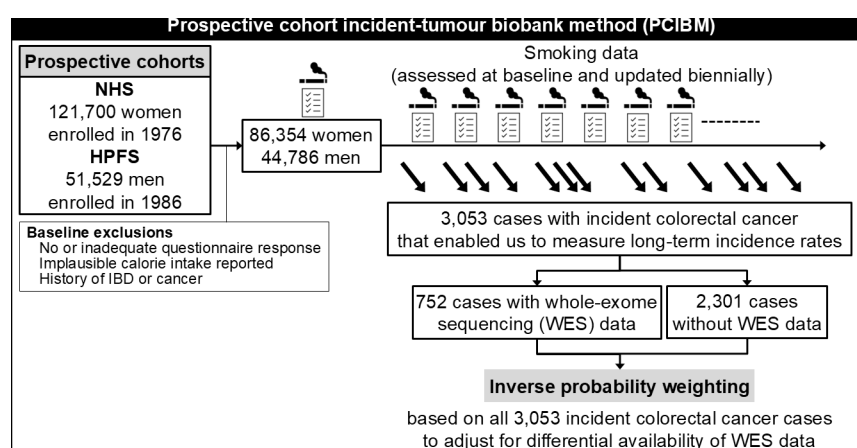 Prospective cohort incident-tumour biobank method (PCIBM)
Prospective cohorts
NHS
121,700 women
enrolled in 1976
HPFS
51,529 men
enrolled in 1986
Baseline exclusions
No or inadequate questionnaire response
Implausible calorie intake reported
History of IBD or cancer
86,354 women
44,786 men
Smoking data
(assessed at baseline and updated biennially)
3,053 cases with incident colorectal cancer
that enabled us to measure long-term incidence rates
752 cases with whole-exome
sequencing (WES) data
2,301 cases
without WES data
Inverse probability weighting
based on all 3,053 incident colorectal cancer cases
to adjust for differential availability of WES data